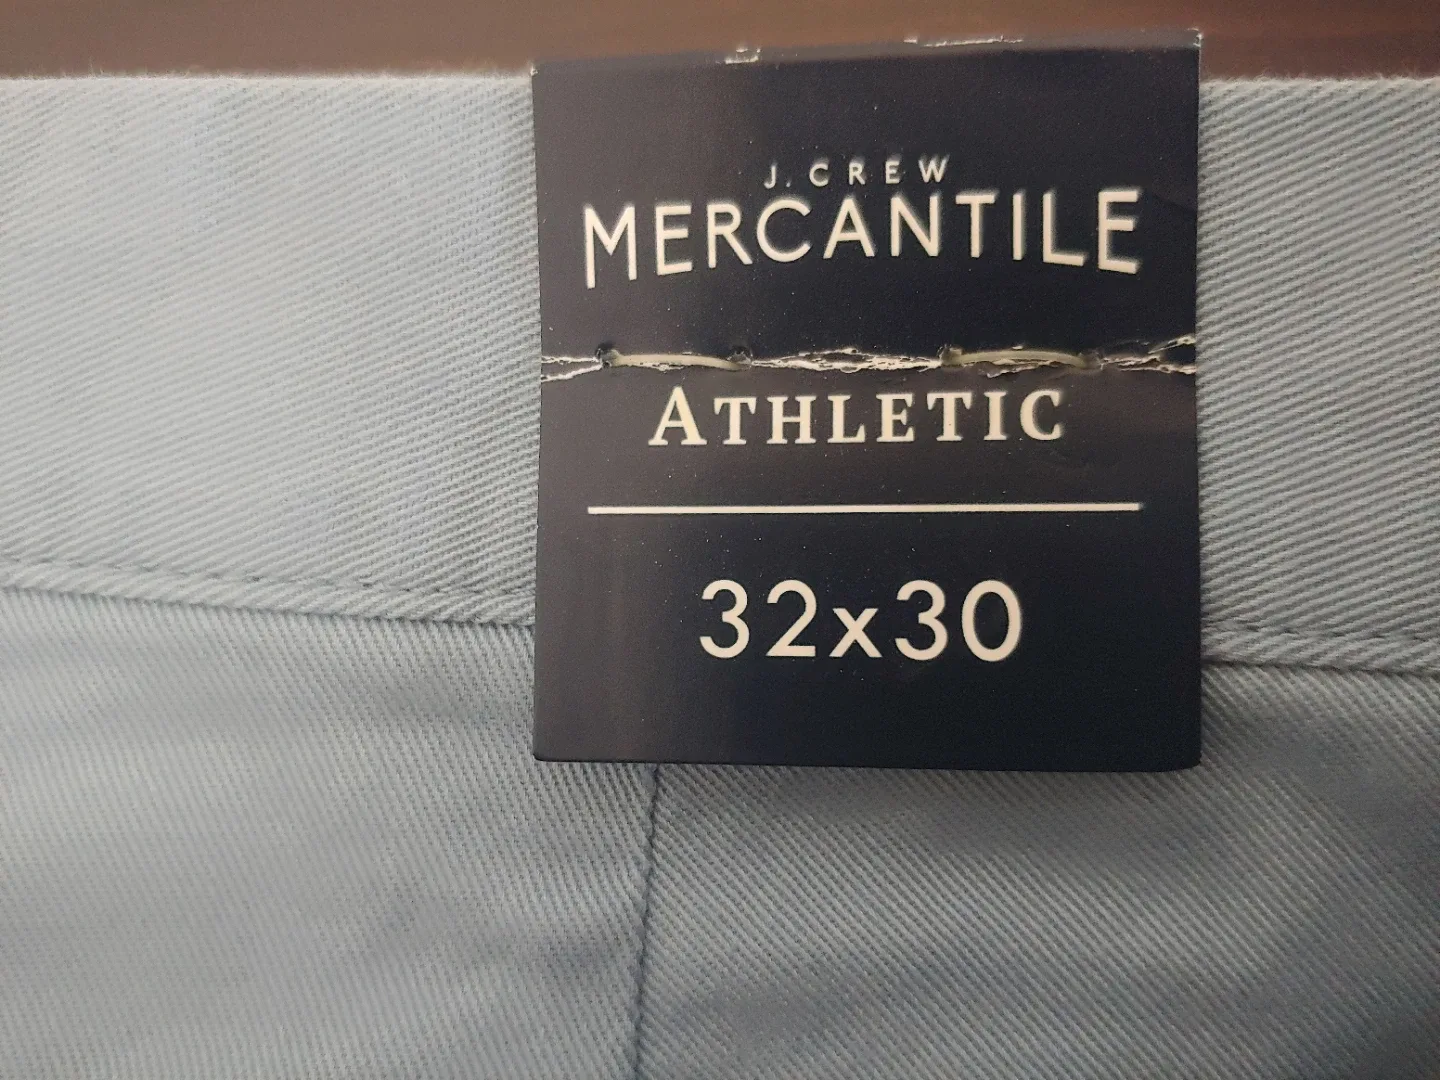 J.CREW
MERCANTILE
ATHLETIC
32x30